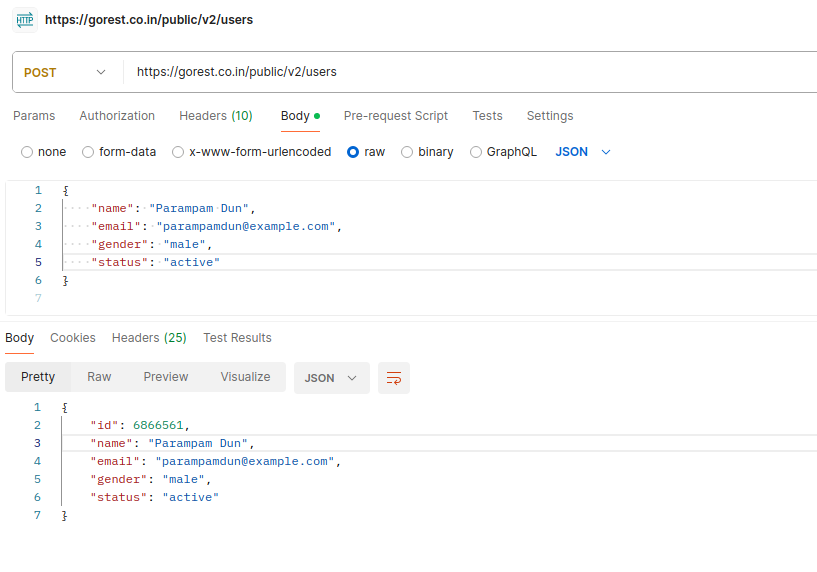 HTTP https://gorest.co.in/public/v2/users
POST https://gorest.co.in/public/v2/users
Params Authorization Headers (10) Body Pre-request Script Tests Settings
none form-data x-www-form-urlencoded raw binary GraphQL JSON
1 {
2 "name": "Parampam Dun",
3 "email": "parampamdun@example.com",
4 "gender": "male",
5 "status": "active"
6 }
7
Body Cookies Headers (25) Test Results
Pretty Raw Preview Visualize JSON
1 {
2 "id": 6866561,
3 "name": "Parampam Dun",
4 "email": "parampamdun@example.com",
5 "gender": "male",
6 "status": "active"
7 }